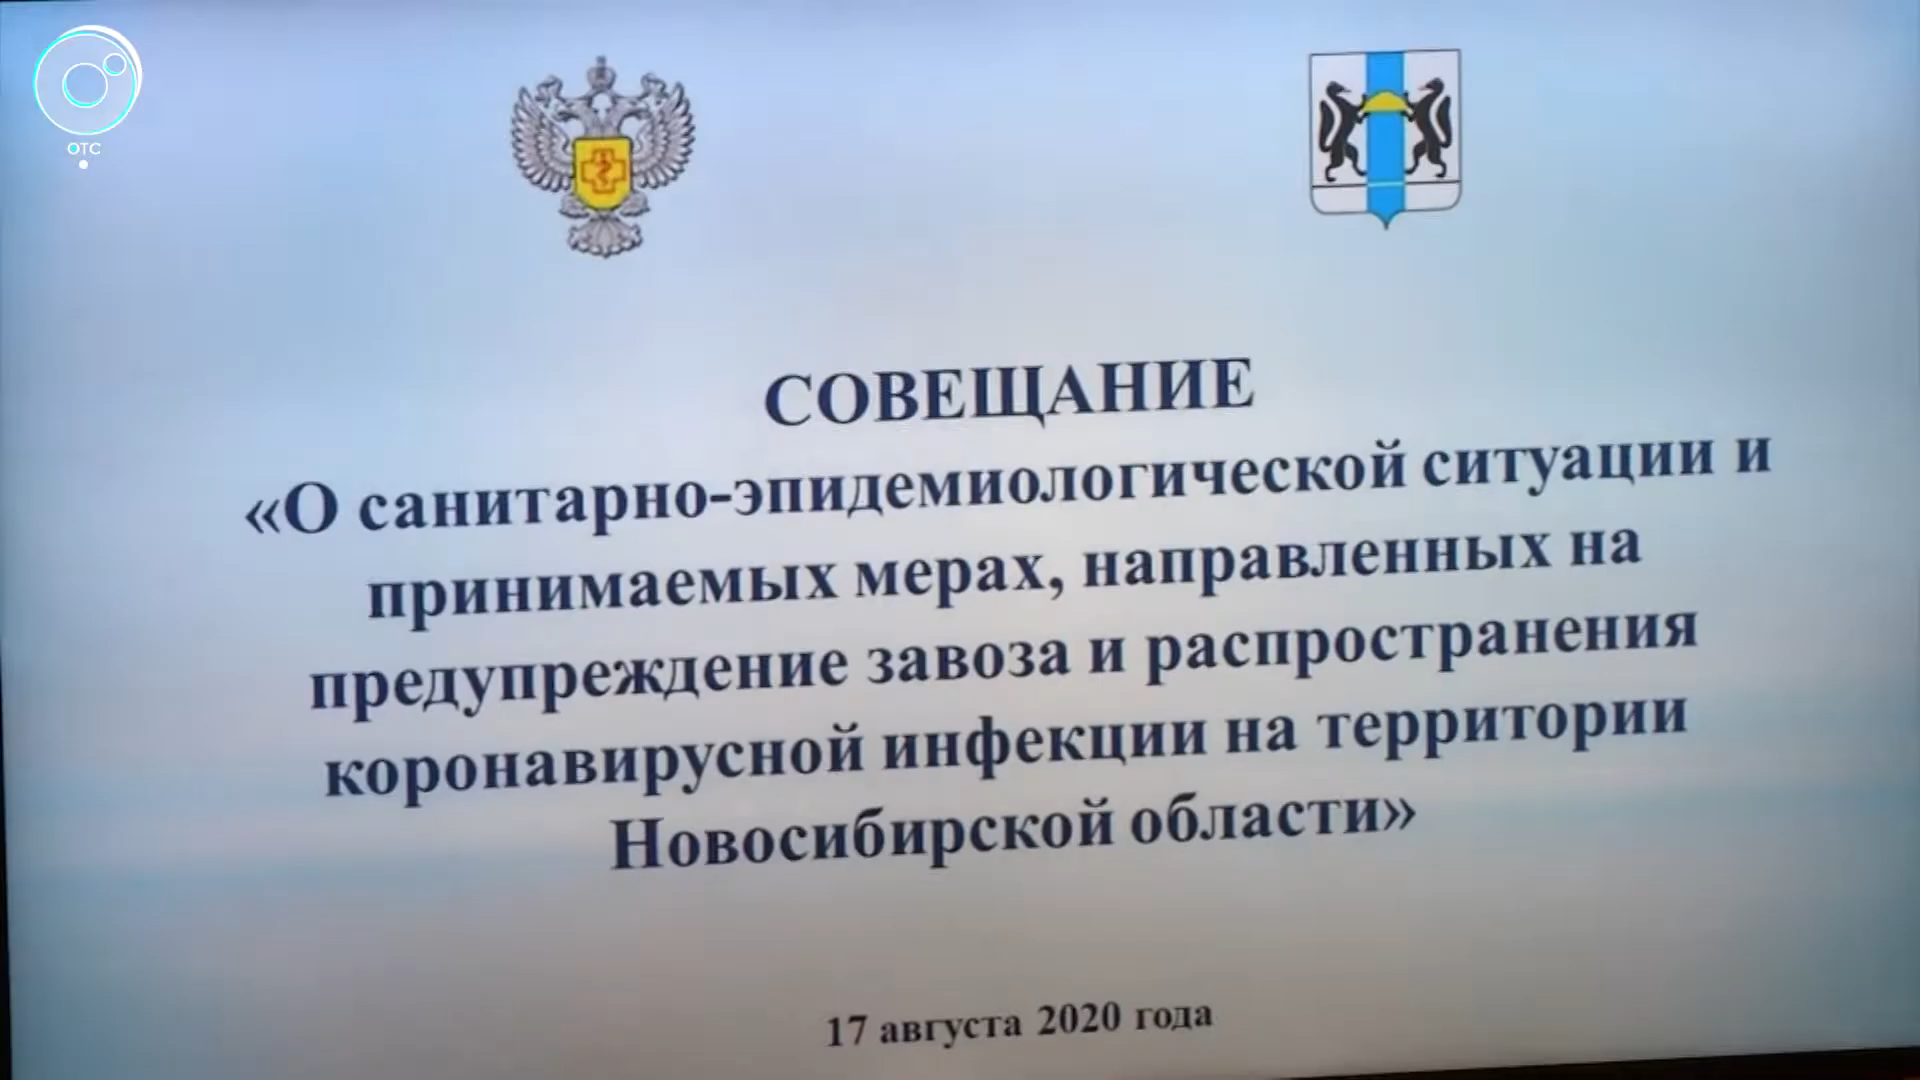 ОТС
СОВЕЩАНИЕ
«О санитарно-эпидемиологической ситуации и
принимаемых мерах, направленных на
предупреждение завоза и распространения
коронавирусной инфекции на территории
Новосибирской области»
17 августа 2020 года